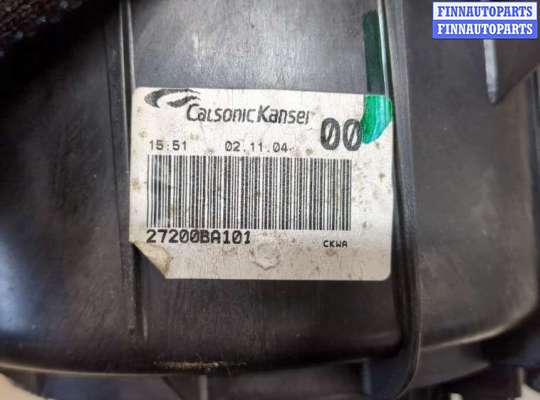 FINNAUTOPARTS
FINNAUTOPARTS
CalsonicKansei
00
15:51 02.11.04
27200BA101
CKWA